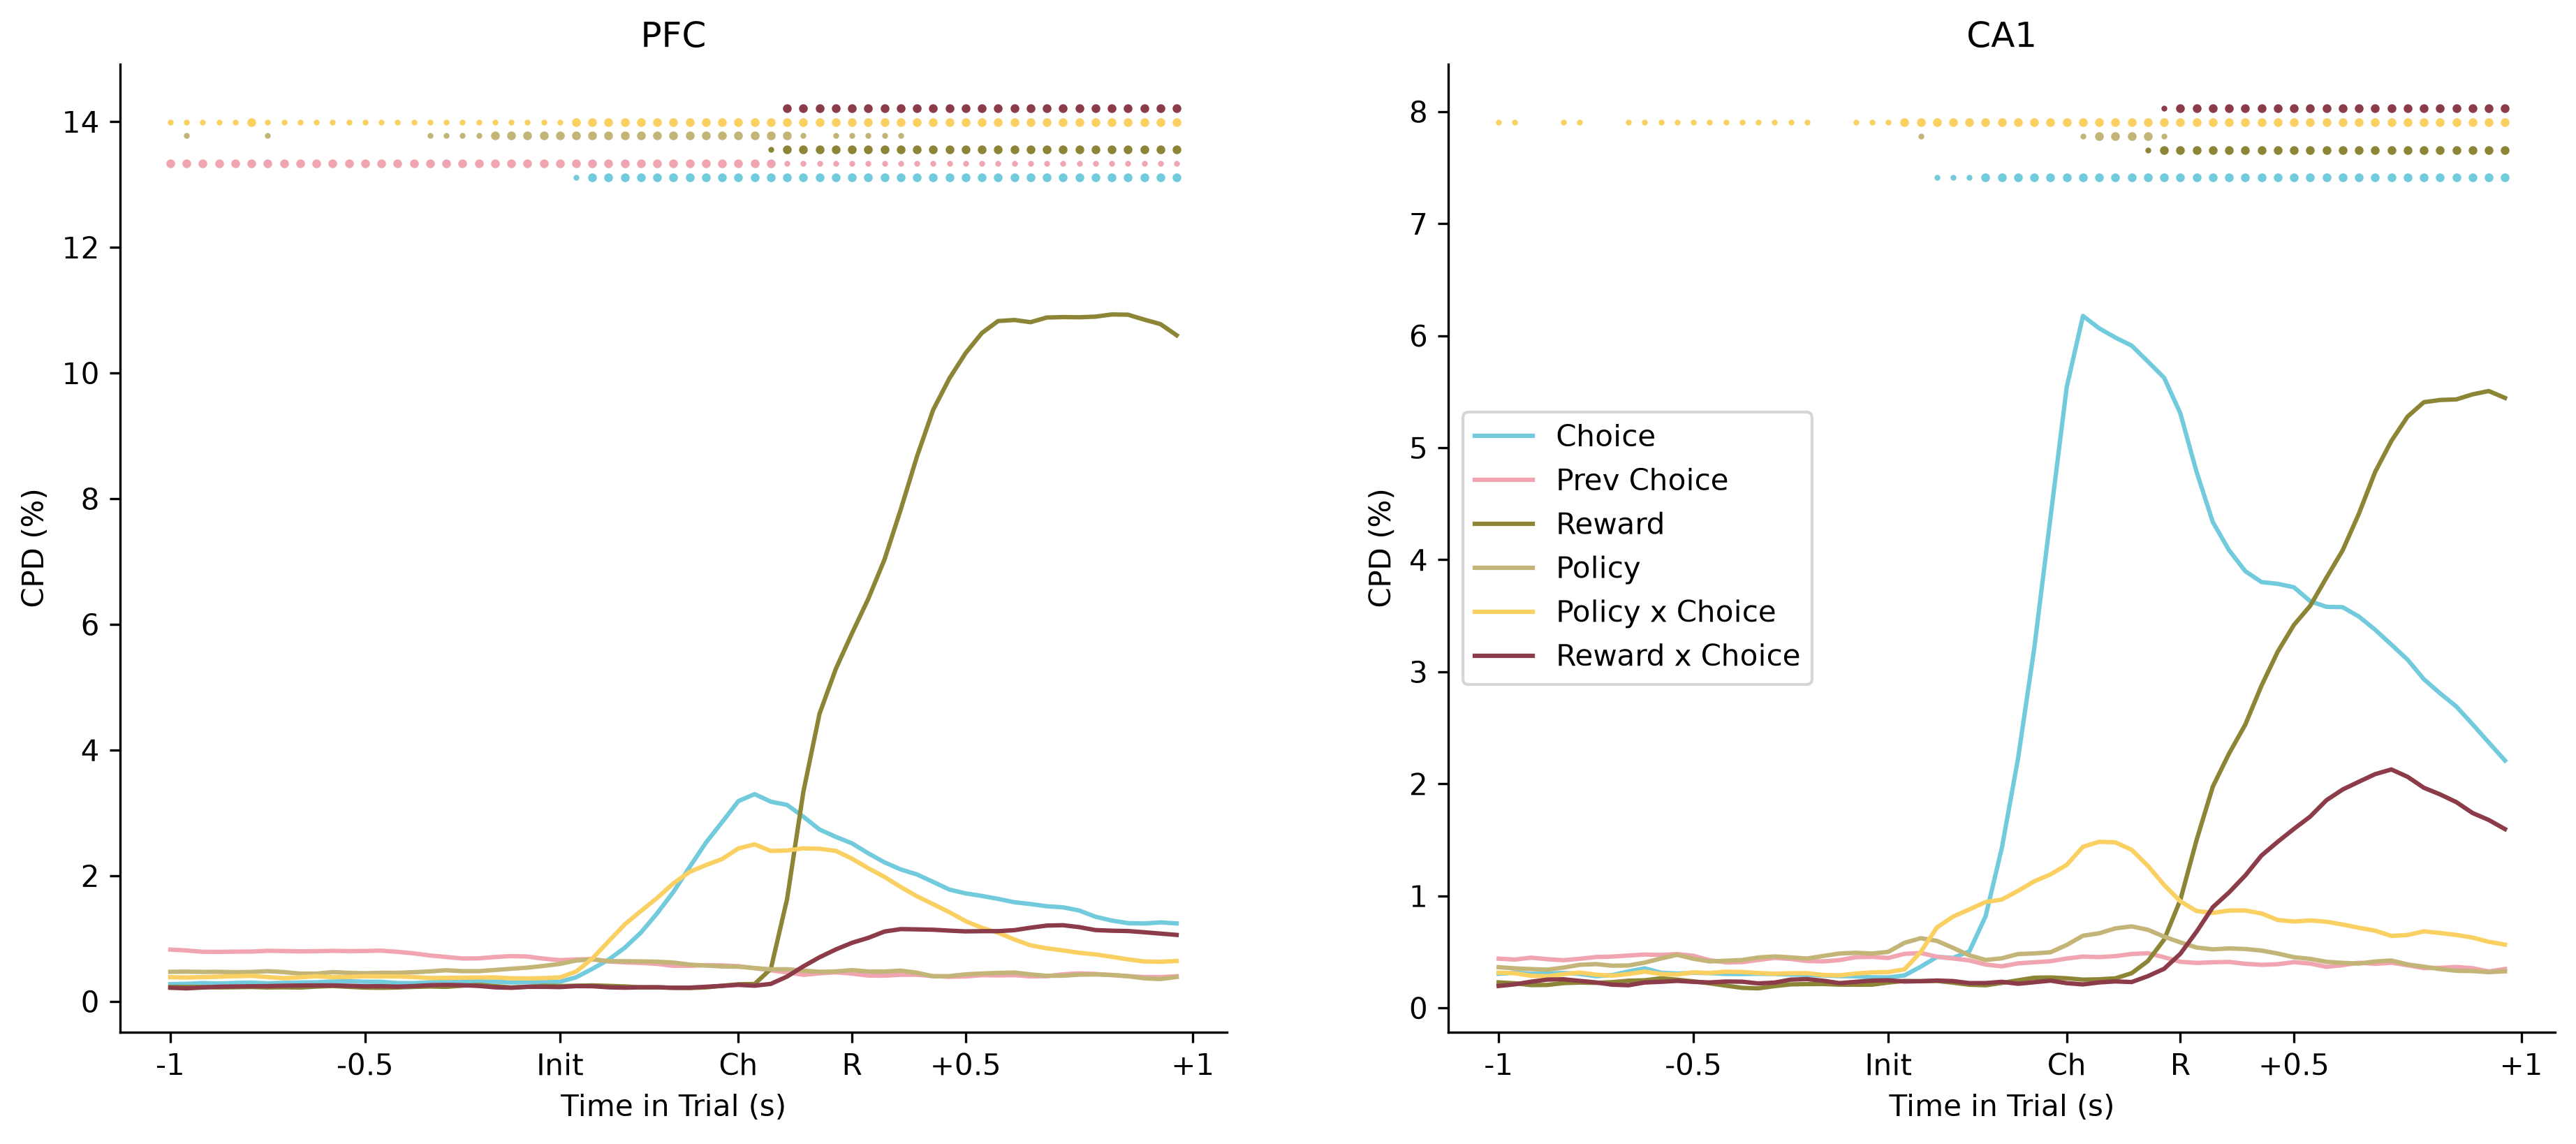 PFC
14
12
10
8
6
4
2
0
CPD (%)
-1
-0.5
Init
Ch
R
+0.5
+1
Time in Trial (s)
CA1
8
7
6
5
4
3
2
1
0
CPD (%)
Choice
Prev Choice
Reward
Policy
Policy x Choice
Reward x Choice
-1
-0.5
Init
Ch
R
+0.5
+1
Time in Trial (s)